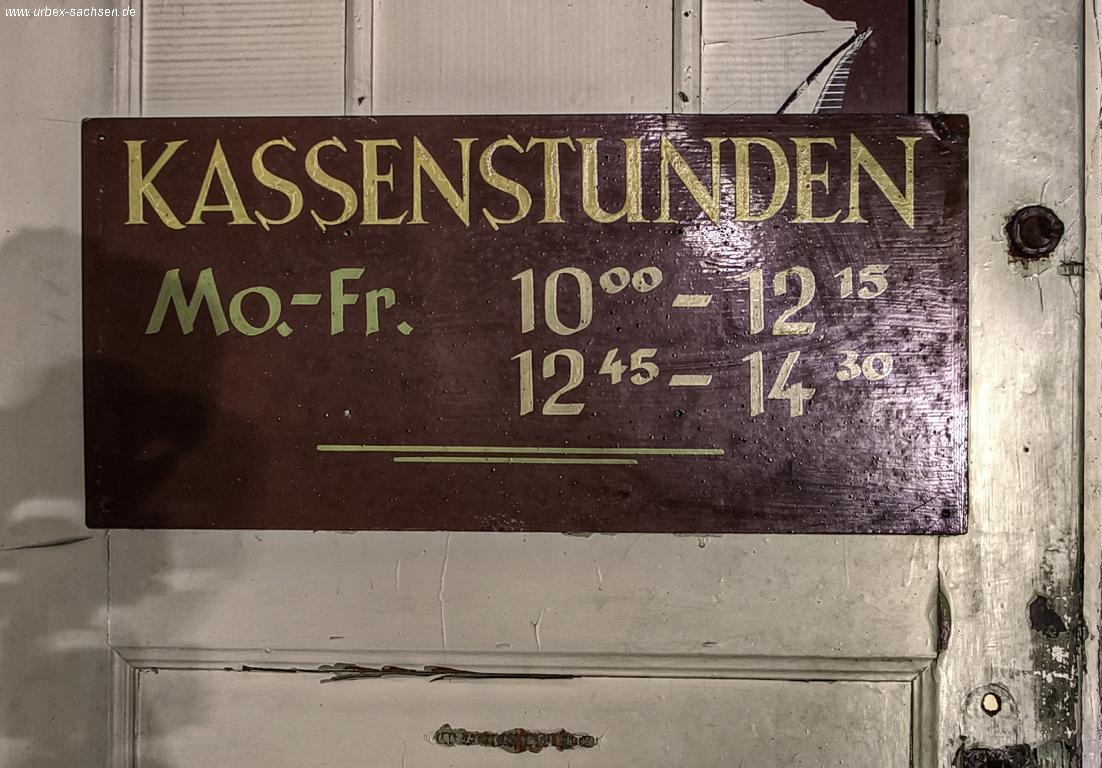 www.urbex-sachsen.de
KASSENSTUNDEN
Mo.-Fr. 10⁰⁰ - 12¹⁵
12⁴⁵ - 14³⁰